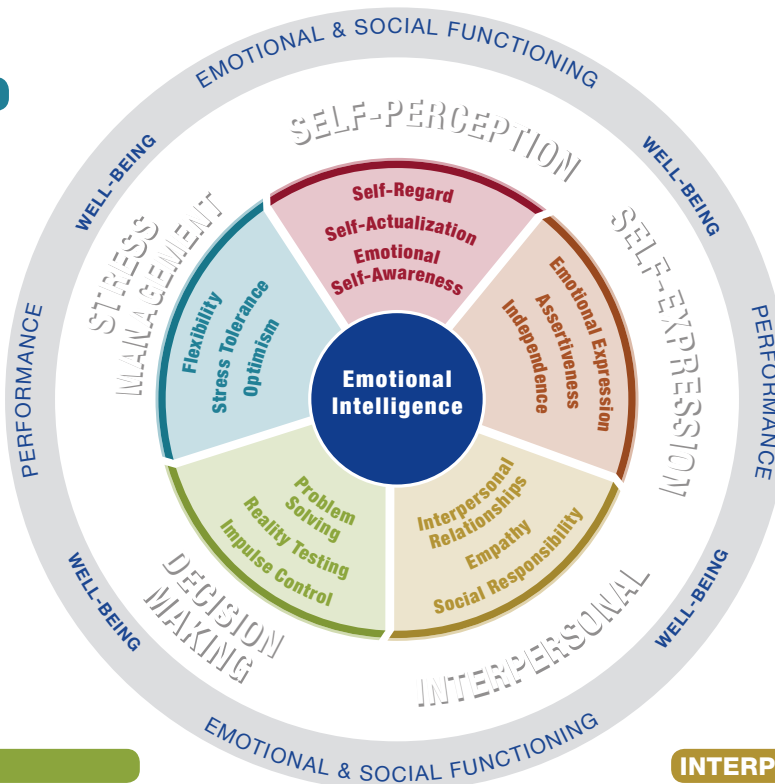 EMOTIONAL & SOCIAL FUNCTIONING
WELL-BEING
WELL-BEING
PERFORMANCE
PERFORMANCE
WELL-BEING
WELL-BEING
EMOTIONAL & SOCIAL FUNCTIONING
SELF-PERCEPTION
Self-Regard
Self-Actualization
Emotional
Self-Awareness
SELF-EXPRESSION
Emotional Expression
Assertiveness
Independence
INTERPERSONAL
Interpersonal
Relationships
Empathy
Social Responsibility
DECISION
MAKING
Problem
Solving
Reality Testing
Impulse Control
STRESS
MANAGEMENT
Flexibility
Stress Tolerance
Optimism
Emotional
Intelligence
INTERP